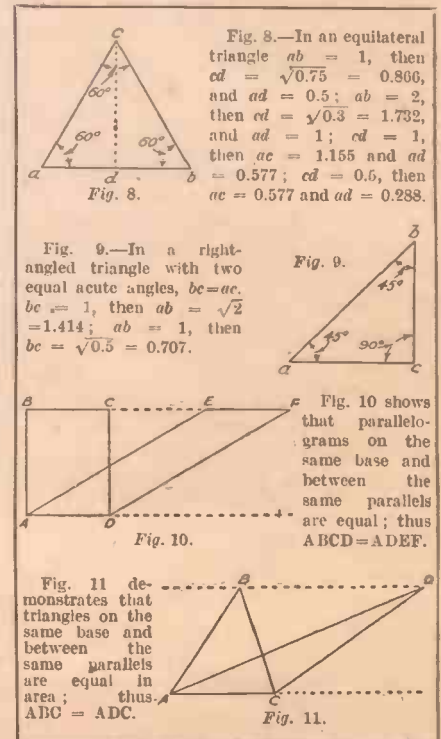 C
60°
60°
60°
a
d
b
Fig. 8.
Fig. 8.—In an equilateral
triangle ab = 1, then
cd = √0.75 = 0.866,
and ad = 0.5; ab = 2,
then cd = √0.3 = 1.732,
and ad = 1; cd = 1,
then ac = 1.155 and ad
= 0.577; cd = 0.5, then
ac = 0.577 and ad = 0.288.
Fig. 9.—In a right-
angled triangle with two
equal acute angles, bc=ac.
bc = 1, then ab = √2
=1.414; ab = 1, then
bc = √0.5 = 0.707.
Fig. 9.
b
45°
45°
90°
a
c
B
C
E
F
A
D
Fig. 10.
Fig. 10 shows
that parallelo-
grams on the
same base and
between the
same parallels
are equal; thus
ABCD=ADEF.
Fig. 11 de-
monstrates that
triangles on the
same base and
between the
same parallels
are equal in
area; thus
ABC = ADC.
B
D
A
C
Fig. 11.